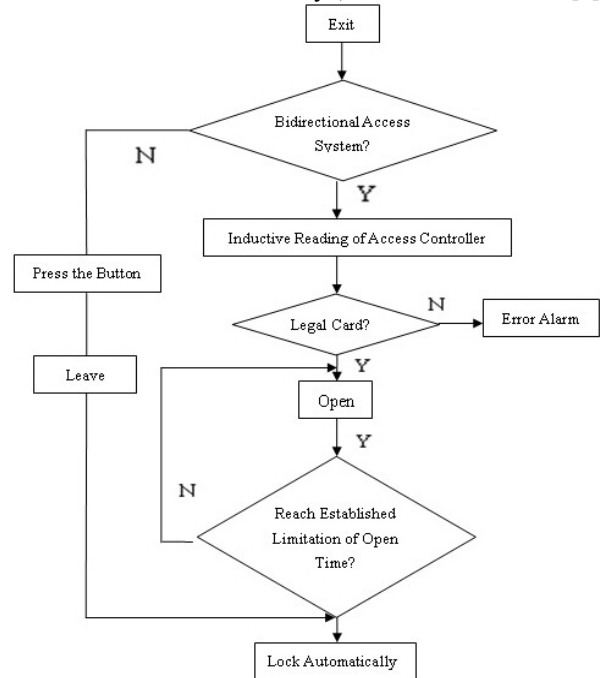 Exit
Bidirectional Access
System?
N
Y
Inductive Reading of Access Controller
Press the Button
Legal Card?
N
Error Alarm
Y
Leave
Open
Y
N
Reach Established
Limitation of Open
Time?
Lock Automatically